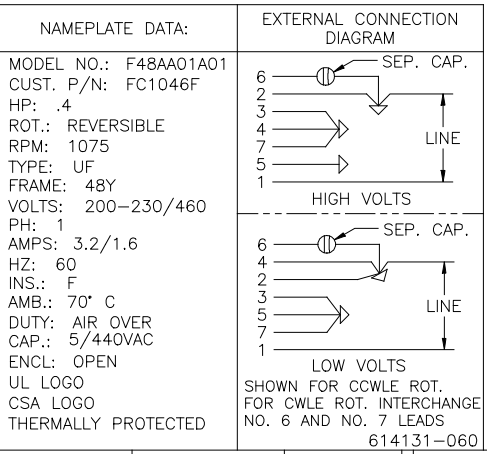 NAMEPLATE DATA:
MODEL NO.: F48AA01A01
CUST. P/N: FC1046F
HP: .4
ROT.: REVERSIBLE
RPM: 1075
TYPE: UF
FRAME: 48Y
VOLTS: 200-230/460
PH: 1
AMPS: 3.2/1.6
HZ: 60
INS.: F
AMB.: 70° C
DUTY: AIR OVER
CAP.: 5/440VAC
ENCL: OPEN
UL LOGO
CSA LOGO
THERMALLY PROTECTED
EXTERNAL CONNECTION
DIAGRAM
SEP. CAP.
6
2
3
4
7
5
1
LINE
HIGH VOLTS
SEP. CAP.
6
4
2
3
5
7
1
LINE
LOW VOLTS
SHOWN FOR CCWLE ROT.
FOR CWLE ROT. INTERCHANGE
NO. 6 AND NO. 7 LEADS
614131-060